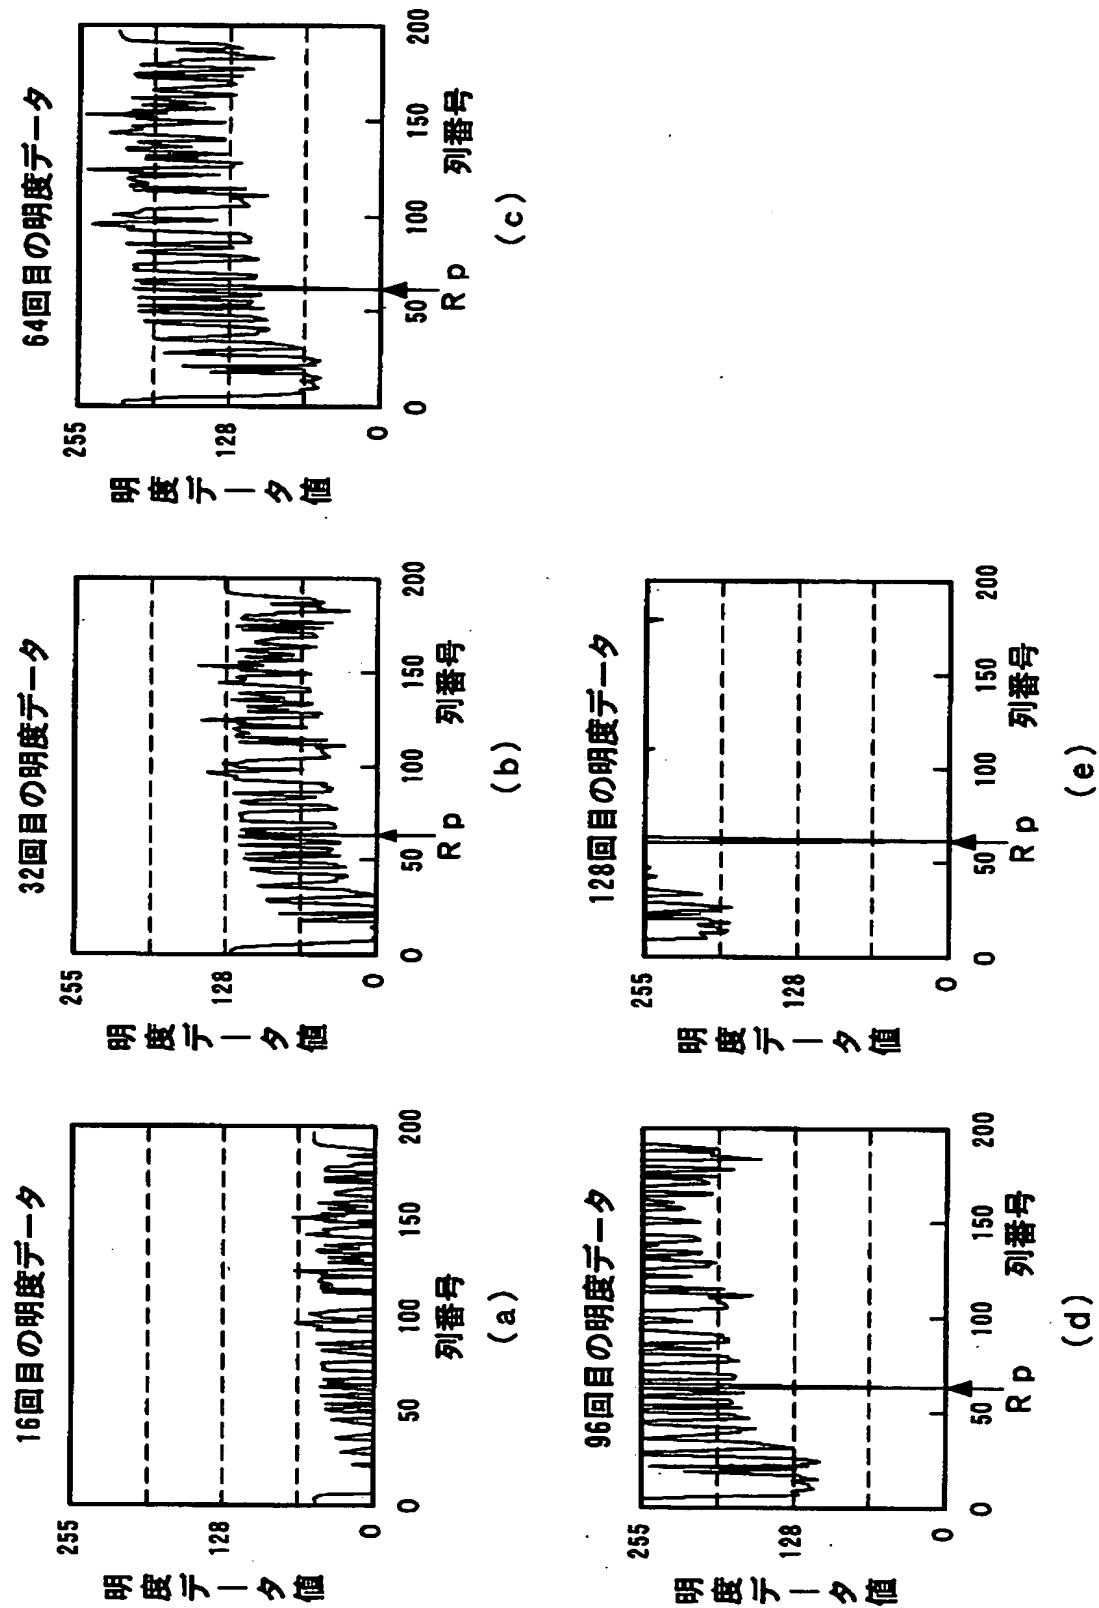 16回目の明度データ
明度データ値
255
128
0
0
50
100
150
200
列番号
(a)
32回目の明度データ
明度データ値
255
128
0
0
50
100
150
200
列番号
Rp
(b)
64回目の明度データ
明度データ値
255
128
0
0
50
100
150
200
列番号
Rp
(c)
96回目の明度データ
明度データ値
255
128
0
0
50
100
150
200
列番号
Rp
(d)
128回目の明度データ
明度データ値
255
128
0
0
50
100
150
200
列番号
Rp
(e)